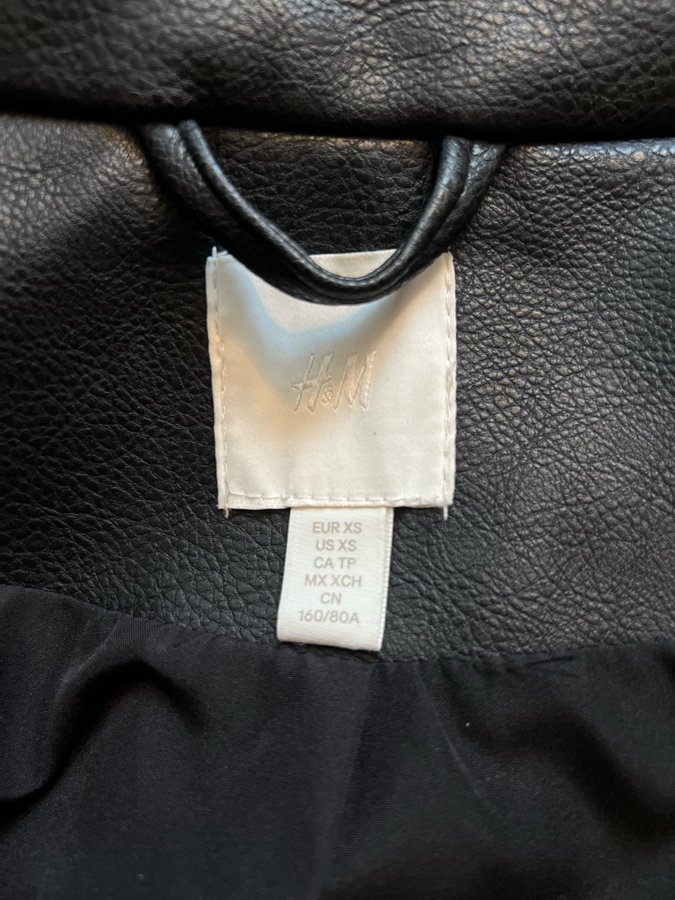 H&M
EUR XS
US XS
CA TP
MX XCH
CN
160/80A